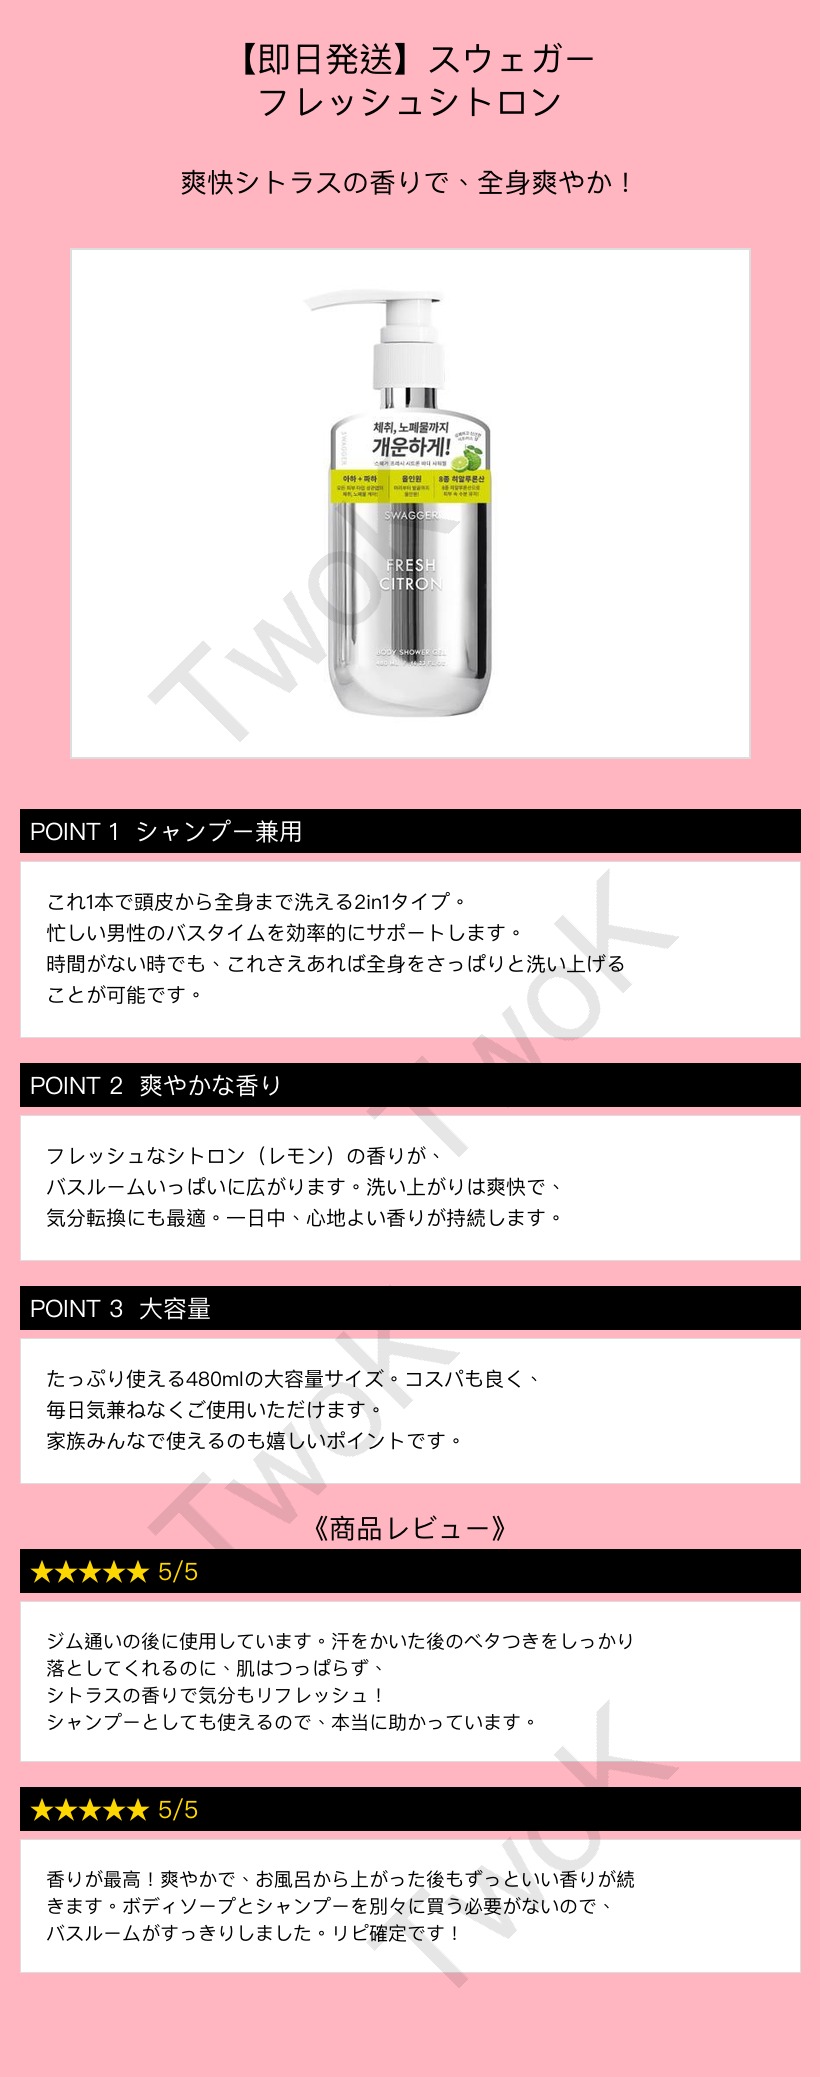 【即日発送】スウェガー
フレッシュシトロン
爽快シトラスの香りで、全身爽やか！
체취, 노폐물까지
개운하게!
스웨거 프레시 시트론 바디 샤워젤
SWAGGER
아하 + 파하
올인원
8종 히알루론산
SWAGGER
FRESH
CITRON
BODY SHOWER GEL
TwoK
POINT 1 シャンプー兼用
これ1本で頭皮から全身まで洗える2in1タイプ。
忙しい男性のバスタイムを効率的にサポートします。
時間がない時でも、これさえあれば全身をさっぱりと洗い上げる
ことが可能です。
TwoK
POINT 2 爽やかな香り
フレッシュなシトロン（レモン）の香りが、
バスルームいっぱいに広がります。洗い上がりは爽快で、
気分転換にも最適。一日中、心地よい香りが持続します。
POINT 3 大容量
たっぷり使える480mlの大容量サイズ。コスパも良く、
毎日気兼ねなくご使用いただけます。
家族みんなで使えるのも嬉しいポイントです。
TwoK
《商品レビュー》
★★★★★ 5/5
ジム通いの後に使用しています。汗をかいた後のベタつきをしっかり
落としてくれるのに、肌はつっぱらず、
シトラスの香りで気分もリフレッシュ！
シャンプーとしても使えるので、本当に助かっています。
TwoK
★★★★★ 5/5
香りが最高！爽やかで、お風呂から上がった後もずっといい香りが続
きます。ボディソープとシャンプーを別々に買う必要がないので、
バスルームがすっきりしました。リピ確定です！